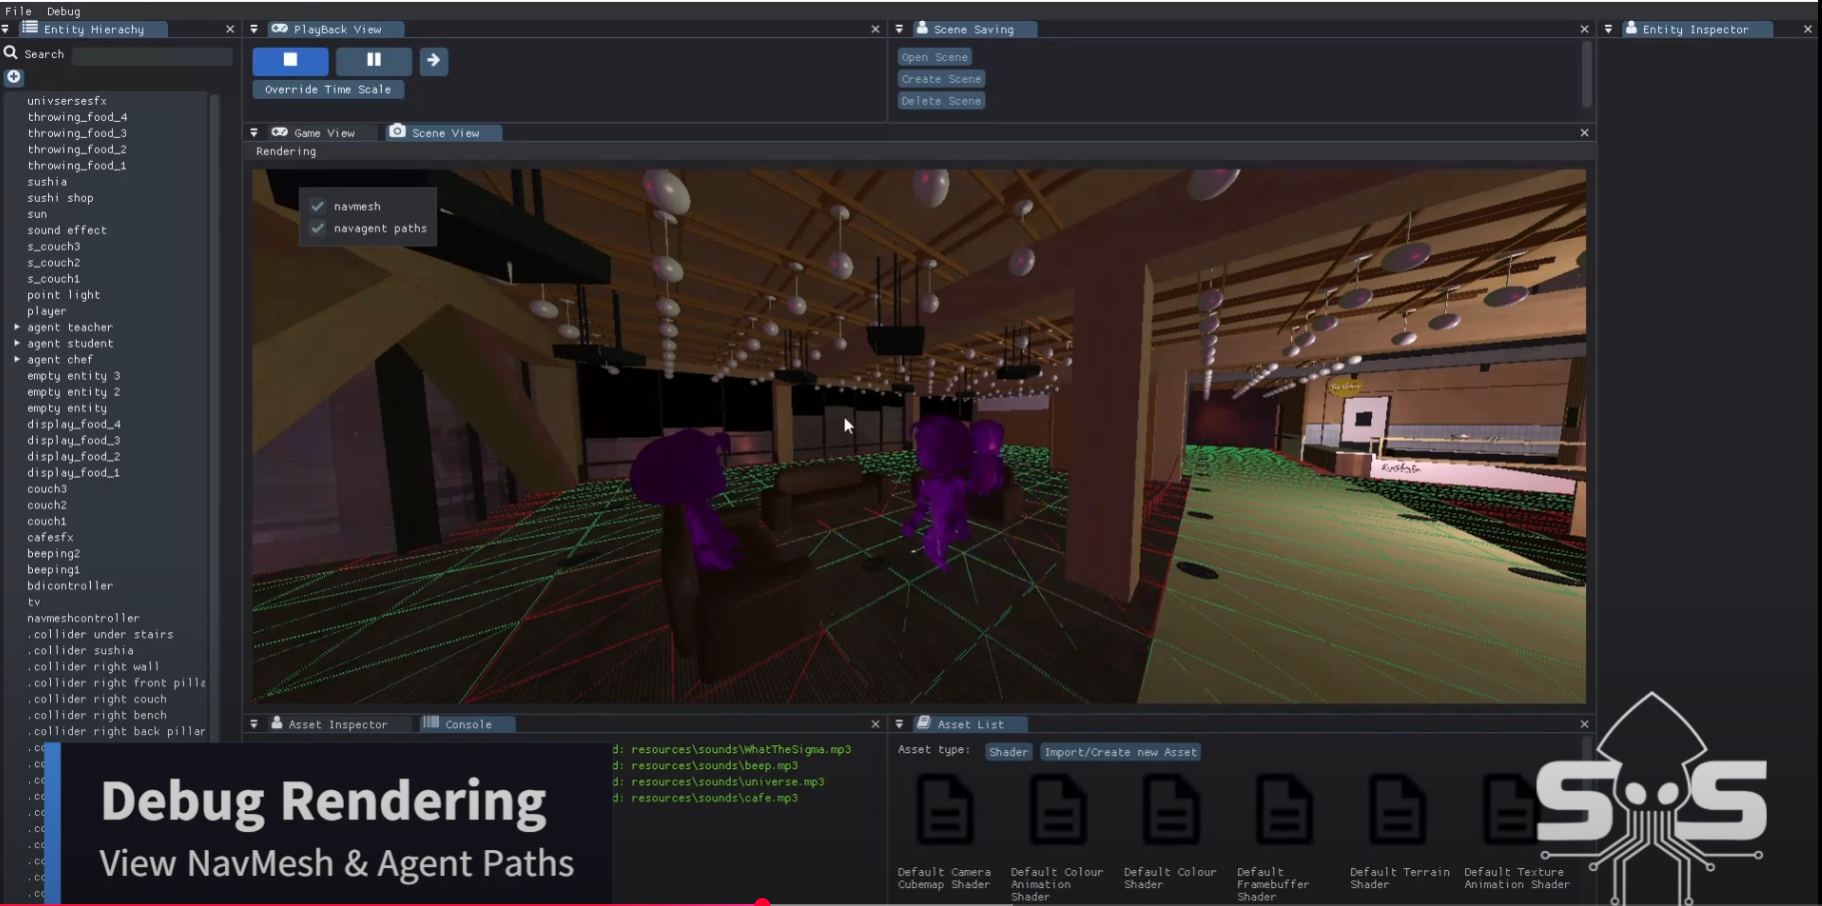 File Debug
Entity Hierachy
Search
univsersesfx
throwing_food_4
throwing_food_3
throwing_food_2
throwing_food_1
sushia
sushi shop
sun
sound effect
s_couch3
s_couch2
s_couch1
point light
player
agent teacher
agent student
agent chef
empty entity 3
empty entity 2
empty entity
display_food_4
display_food_3
display_food_2
display_food_1
couch3
couch2
couch1
cafesfx
beeping2
beeping1
bdicontroller
tv
navmeshcontroller
.collider under stairs
.collider sushia
.collider right wall
.collider right front pilla
.collider right couch
.collider right bench
.collider right back pillar
PlayBack View
Override Time Scale
Scene Saving
Open Scene
Create Scene
Delete Scene
Entity Inspector
Game View Scene View
Rendering
navmesh
navagent paths
Asset Inspector Console
d: resources\sounds\WhatTheSigma.mp3
d: resources\sounds\beep.mp3
d: resources\sounds\universe.mp3
d: resources\sounds\cafe.mp3
Asset List
Asset type: Shader Import/Create new Asset
Default Camera
Cubemap Shader
Default Colour
Animation
Shader
Default Colour
Shader
Default
Framebuffer
Shader
Default Terrain
Shader
Default Texture
Animation Shader
Debug Rendering
View NavMesh & Agent Paths
S S